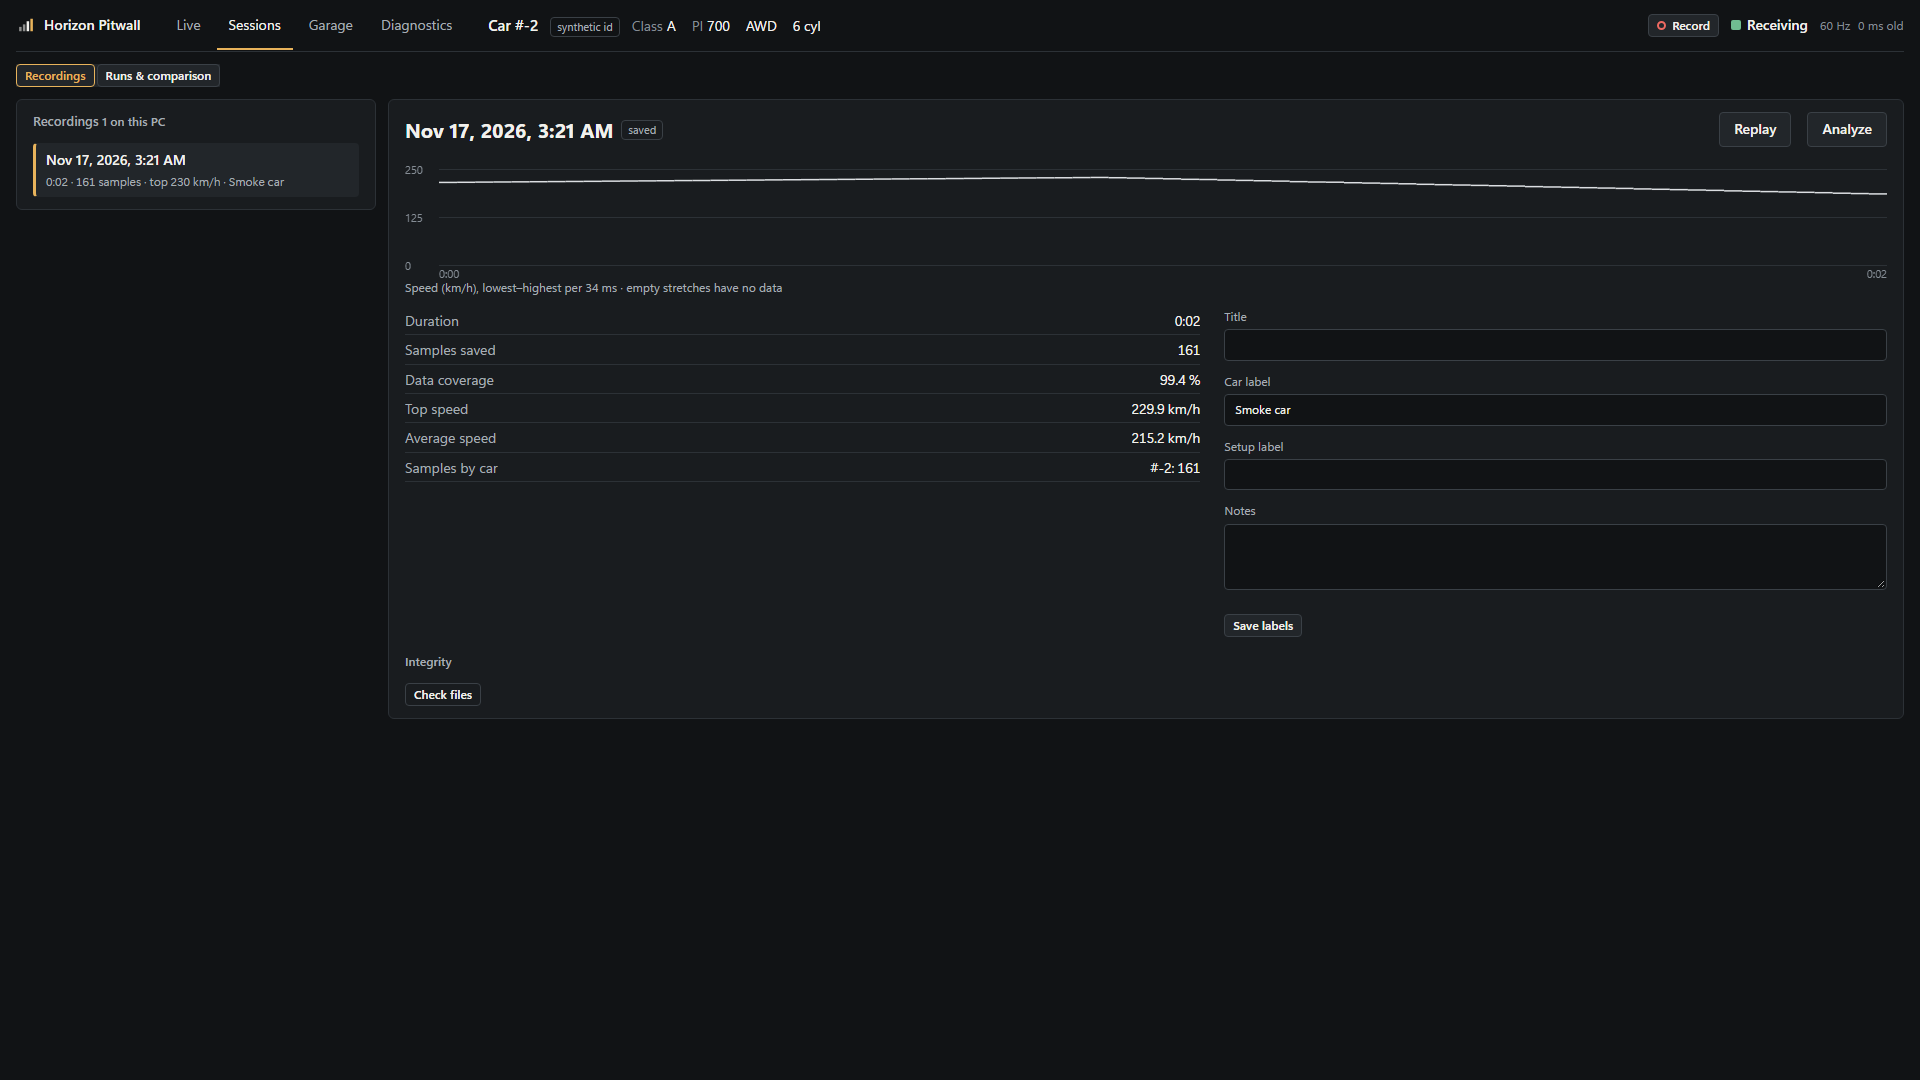 Horizon Pitwall Live Sessions Garage Diagnostics Car #-2 synthetic id Class A PI 700 AWD 6 cyl Record Receiving 60 Hz 0 ms old
Recordings Runs & comparison
Recordings 1 on this PC
Nov 17, 2026, 3:21 AM
0:02 · 161 samples · top 230 km/h · Smoke car
Nov 17, 2026, 3:21 AM saved Replay Analyze
250
125
0
0:00 0:02
Speed (km/h), lowest–highest per 34 ms · empty stretches have no data
Duration 0:02
Samples saved 161
Data coverage 99.4 %
Top speed 229.9 km/h
Average speed 215.2 km/h
Samples by car #-2: 161
Title
Car label
Smoke car
Setup label
Notes
Save labels
Integrity
Check files